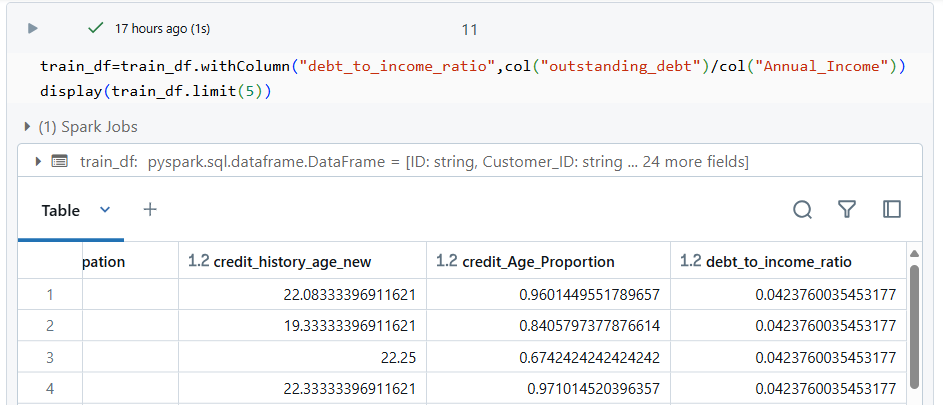 17 hours ago (1s) 11
train_df=train_df.withColumn("debt_to_income_ratio",col("outstanding_debt")/col("Annual_Income"))
display(train_df.limit(5))
(1) Spark Jobs
train_df: pyspark.sql.dataframe.DataFrame = [ID: string, Customer_ID: string ... 24 more fields]
Table
pation 1.2 credit_history_age_new 1.2 credit_Age_Proportion 1.2 debt_to_income_ratio
1 22.08333396911621 0.9601449551789657 0.0423760035453177
2 19.33333396911621 0.8405797377876614 0.0423760035453177
3 22.25 0.6742424242424242 0.0423760035453177
4 22.33333396911621 0.971014520396357 0.0423760035453177